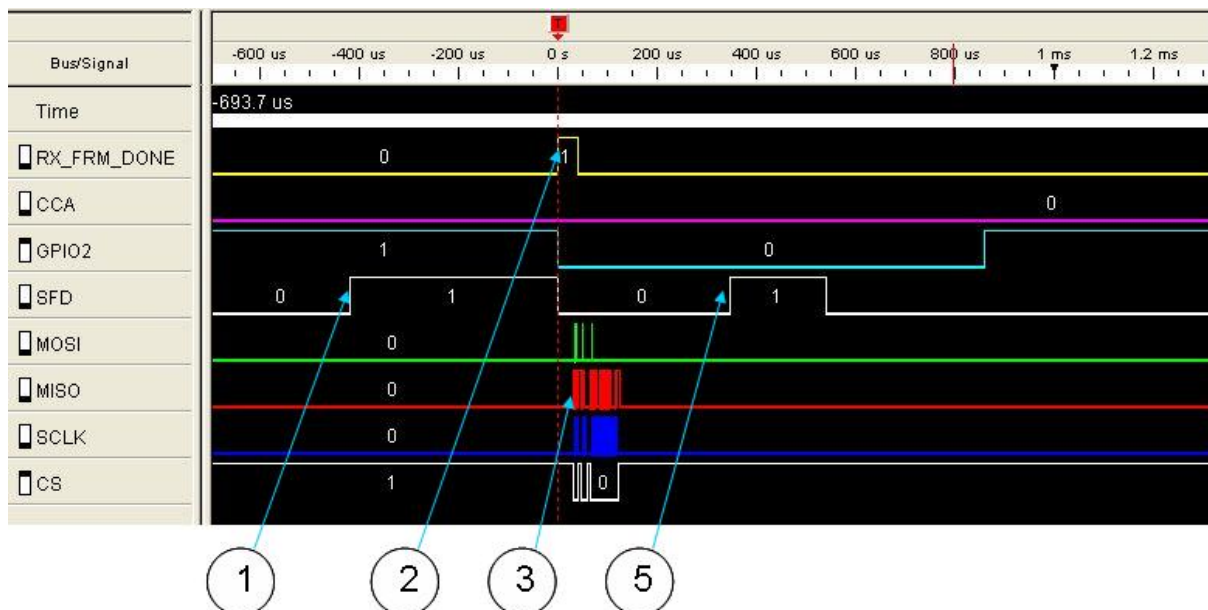 T
-600 us -400 us -200 us 0 s 200 us 400 us 600 us 800 us 1 ms 1.2 ms
Bus/Signal
Time -693.7 us
RX_FRM_DONE 0 1
CCA 0
GPIO2 1 0
SFD 0 1 0 1
MOSI 0
MISO 0
SCLK 0
CS 1 0
1 2 3 5